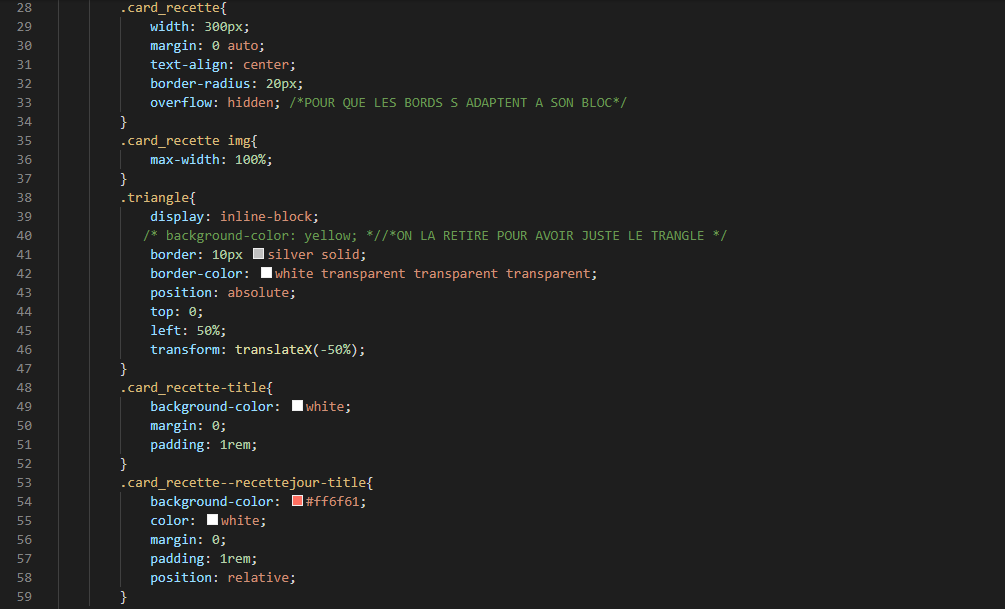 28 .card_recette{
29 width: 300px;
30 margin: 0 auto;
31 text-align: center;
32 border-radius: 20px;
33 overflow: hidden; /*POUR QUE LES BORDS S ADAPTENT A SON BLOC*/
34 }
35 .card_recette img{
36 max-width: 100%;
37 }
38 .triangle{
39 display: inline-block;
40 /* background-color: yellow; *//*ON LA RETIRE POUR AVOIR JUSTE LE TRANGLE */
41 border: 10px silver solid;
42 border-color: white transparent transparent transparent;
43 position: absolute;
44 top: 0;
45 left: 50%;
46 transform: translateX(-50%);
47 }
48 .card_recette-title{
49 background-color: white;
50 margin: 0;
51 padding: 1rem;
52 }
53 .card_recette--recettejour-title{
54 background-color: #ff6f61;
55 color: white;
56 margin: 0;
57 padding: 1rem;
58 position: relative;
59 }